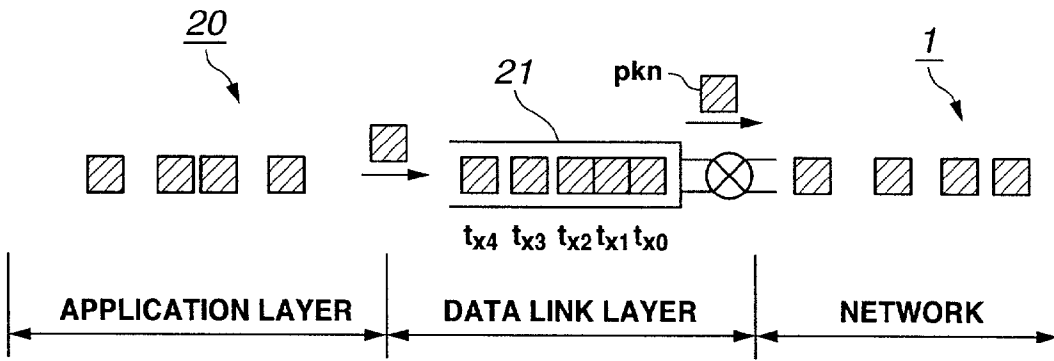 20
21
pkn
1
tx4 tx3 tx2 tx1 tx0
APPLICATION LAYER DATA LINK LAYER NETWORK